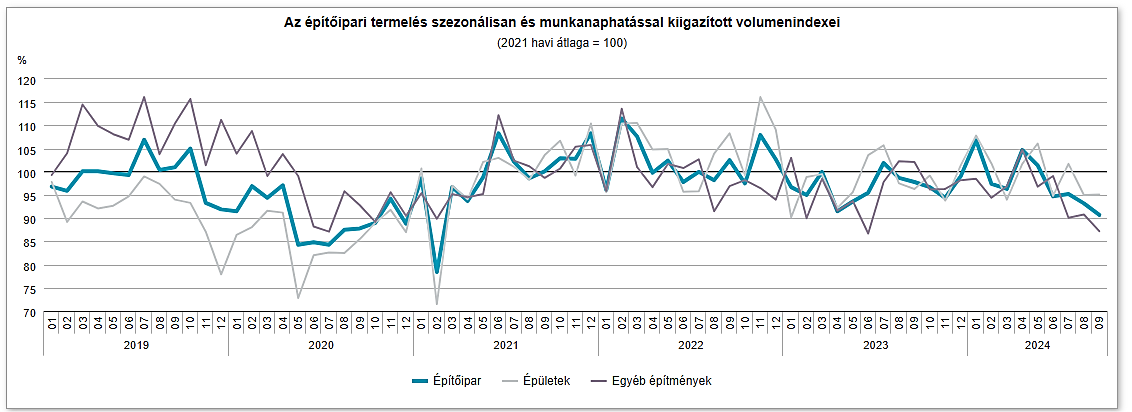 Az építőipari termelés szezonálisan és munkanaphatással kiigazított volumenindexei
(2021 havi átlaga = 100)
%
120
115
110
105
100
95
90
85
80
75
70
01 02 03 04 05 06 07 08 09 10 11 12 01 02 03 04 05 06 07 08 09 10 11 12 01 02 03 04 05 06 07 08 09 10 11 12 01 02 03 04 05 06 07 08 09 10 11 12 01 02 03 04 05 06 07 08 09 10 11 12 01 02 03 04 05 06 07 08 09
2019 2020 2021 2022 2023 2024
Építőipar Épületek Egyéb építmények